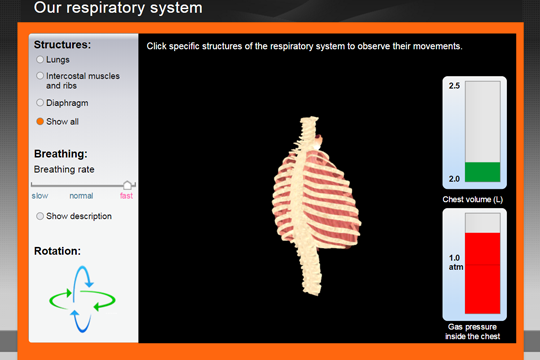 Our respiratory system
Structures:
Lungs
Intercostal muscles
and ribs
Diaphragm
Show all
Breathing:
Breathing rate
slow normal fast
Show description
Rotation:
Click specific structures of the respiratory system to observe their movements.
2.5
2.0
Chest volume (L)
1.0
atm
Gas pressure
inside the chest